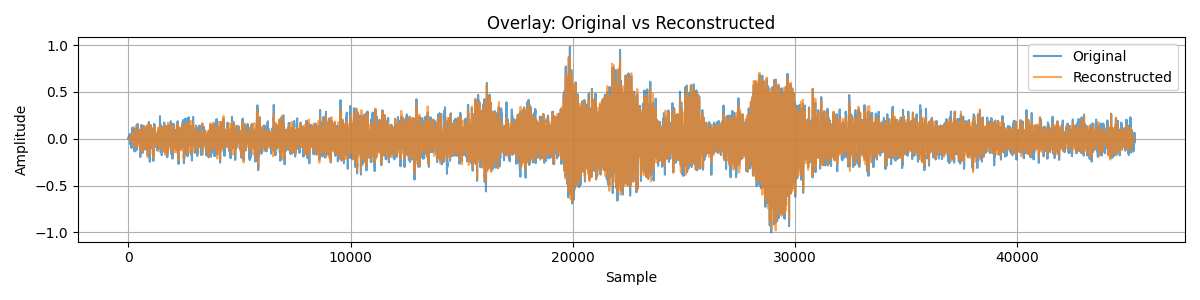 Overlay: Original vs Reconstructed
1.0
0.5
0.0
−0.5
−1.0
Amplitude
Original
Reconstructed
0
10000
20000
30000
40000
Sample